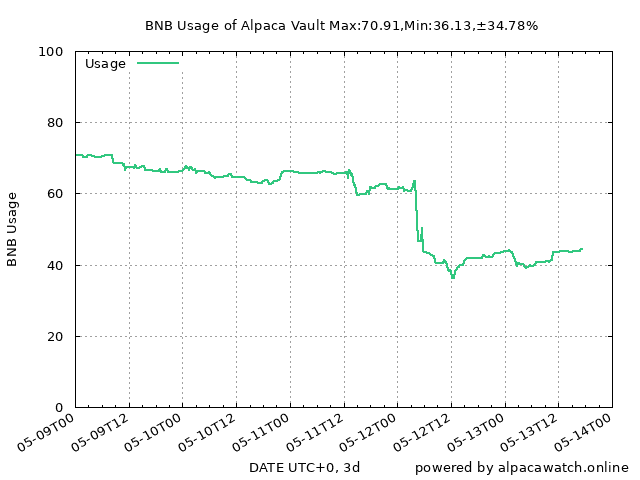 BNB Usage of Alpaca Vault Max:70.91,Min:36.13,±34.78%
100
Usage
80
60
40
20
0
BNB Usage
05-09T00
05-09T12
05-10T00
05-10T12
05-11T00
05-11T12
05-12T00
05-12T12
05-13T00
05-13T12
05-14T00
DATE UTC+0, 3d
powered by alpacawatch.online